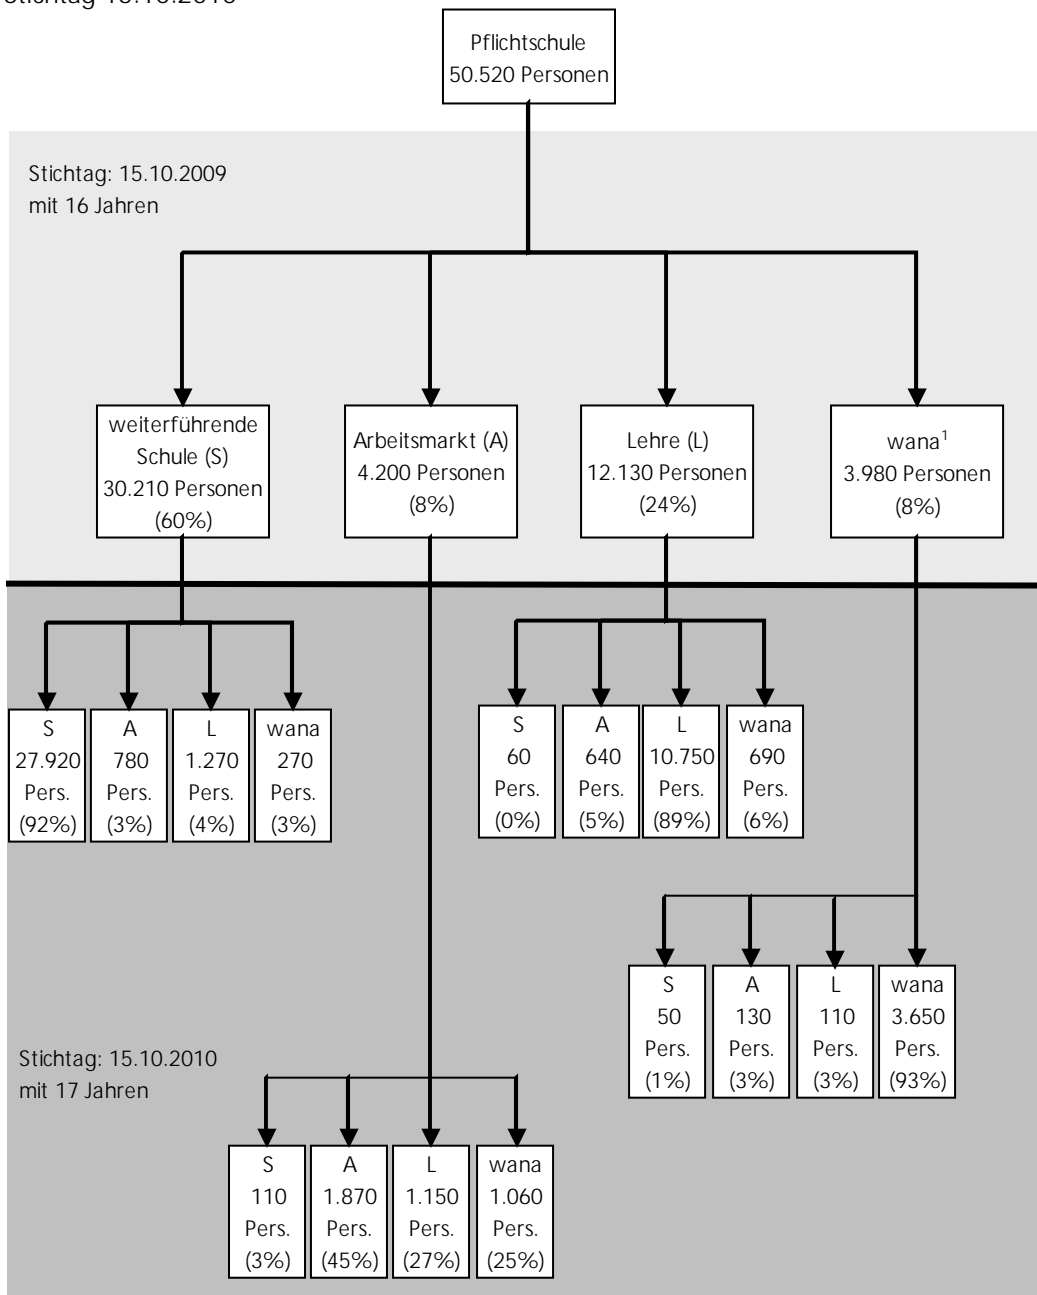 Stichtag 15.10.2010
Pflichtschule
50.520 Personen
Stichtag: 15.10.2009
mit 16 Jahren
weiterführende
Schule (S)
30.210 Personen
(60%)
Arbeitsmarkt (A)
4.200 Personen
(8%)
Lehre (L)
12.130 Personen
(24%)
wana¹
3.980 Personen
(8%)
S
27.920
Pers.
(92%)
A
780
Pers.
(3%)
L
1.270
Pers.
(4%)
wana
270
Pers.
(3%)
S
60
Pers.
(0%)
A
640
Pers.
(5%)
L
10.750
Pers.
(89%)
wana
690
Pers.
(6%)
S
50
Pers.
(1%)
A
130
Pers.
(3%)
L
110
Pers.
(3%)
wana
3.650
Pers.
(93%)
Stichtag: 15.10.2010
mit 17 Jahren
S
110
Pers.
(3%)
A
1.870
Pers.
(45%)
L
1.150
Pers.
(27%)
wana
1.060
Pers.
(25%)